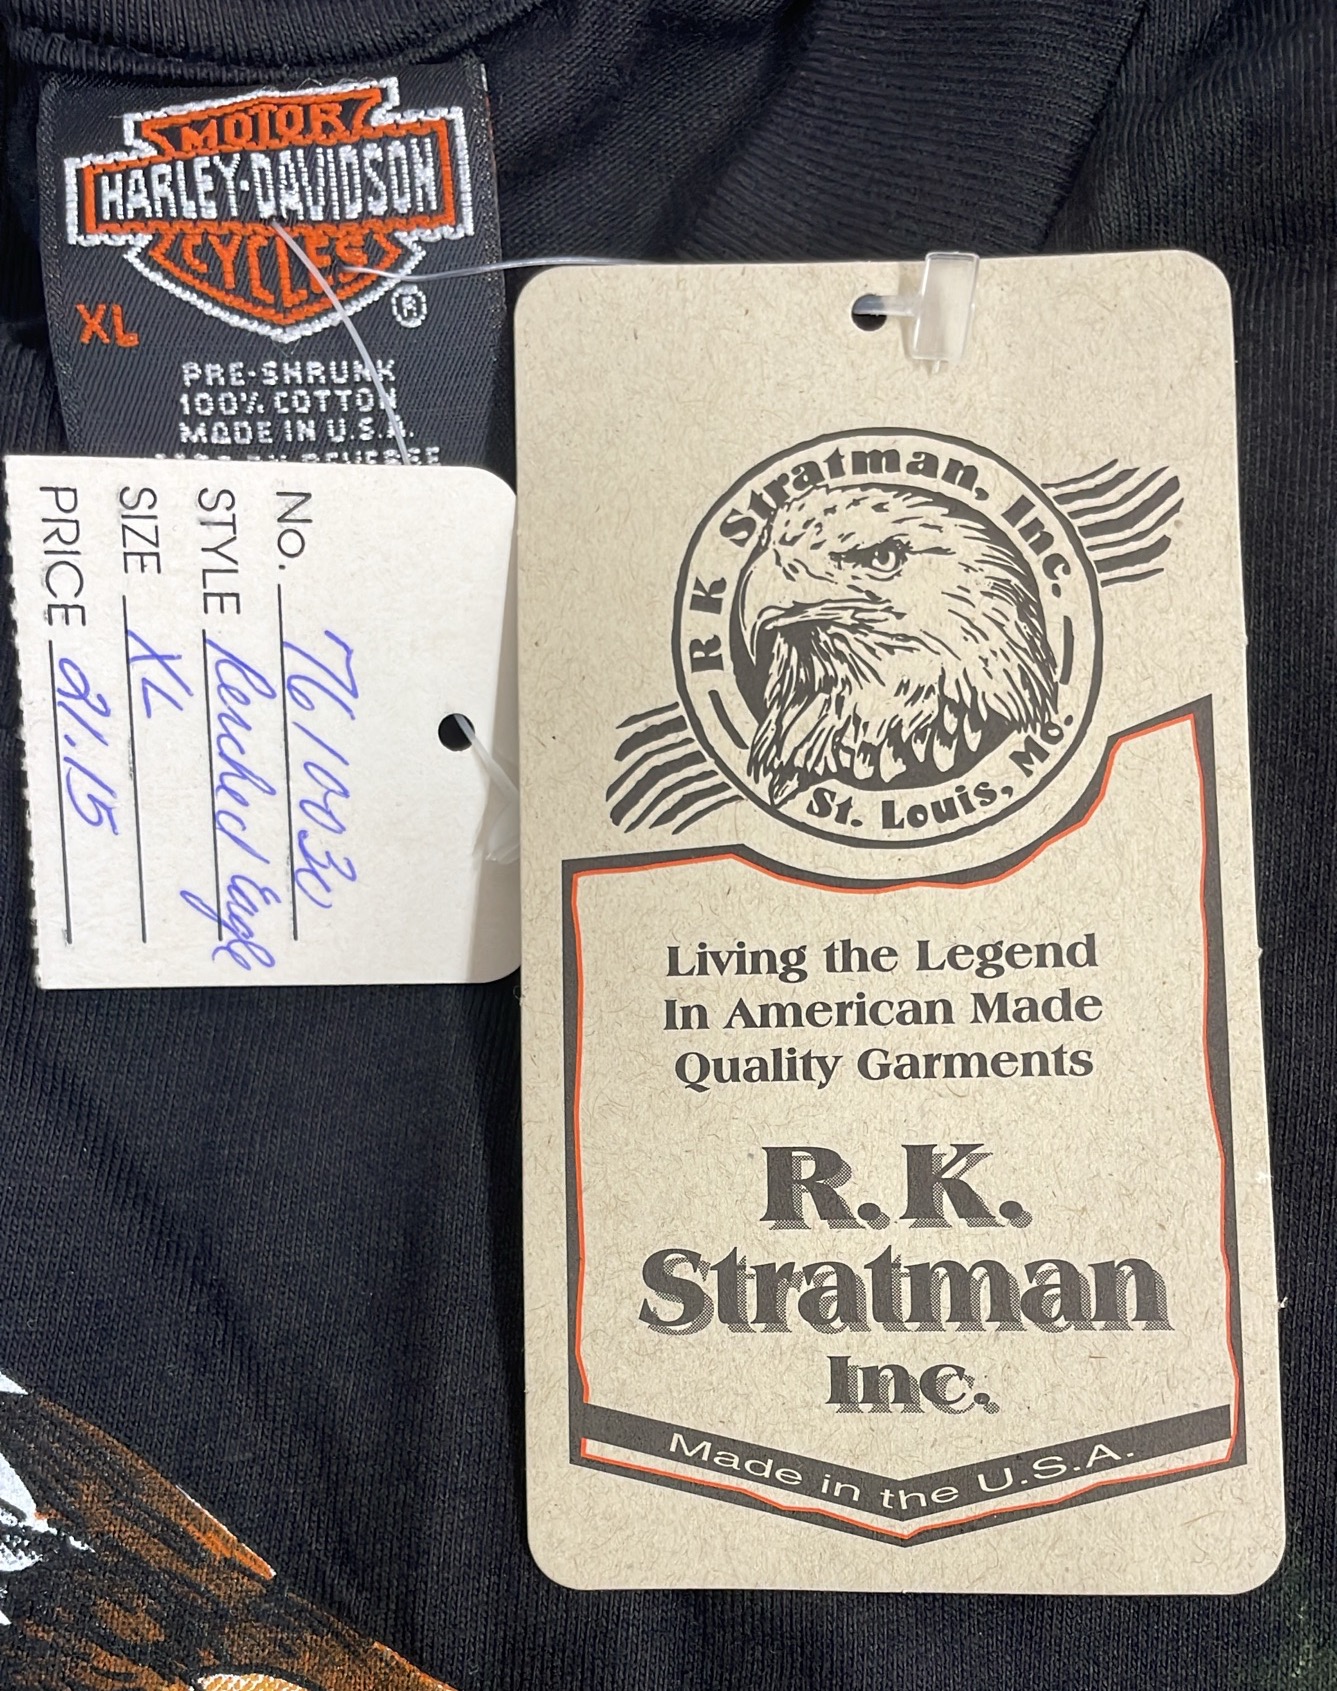 MOTOR
HARLEY-DAVIDSON
CYCLES
®
XL
PRE-SHRUNK
100% COTTON
MADE IN U.S.A.
No. 761003w
STYLE Perched Eagle
SIZE XL
PRICE 21.15
R K Stratman, Inc.
St. Louis, Mo.
Living the Legend
In American Made
Quality Garments
R.K.
Stratman
Inc.
Made in the U.S.A.